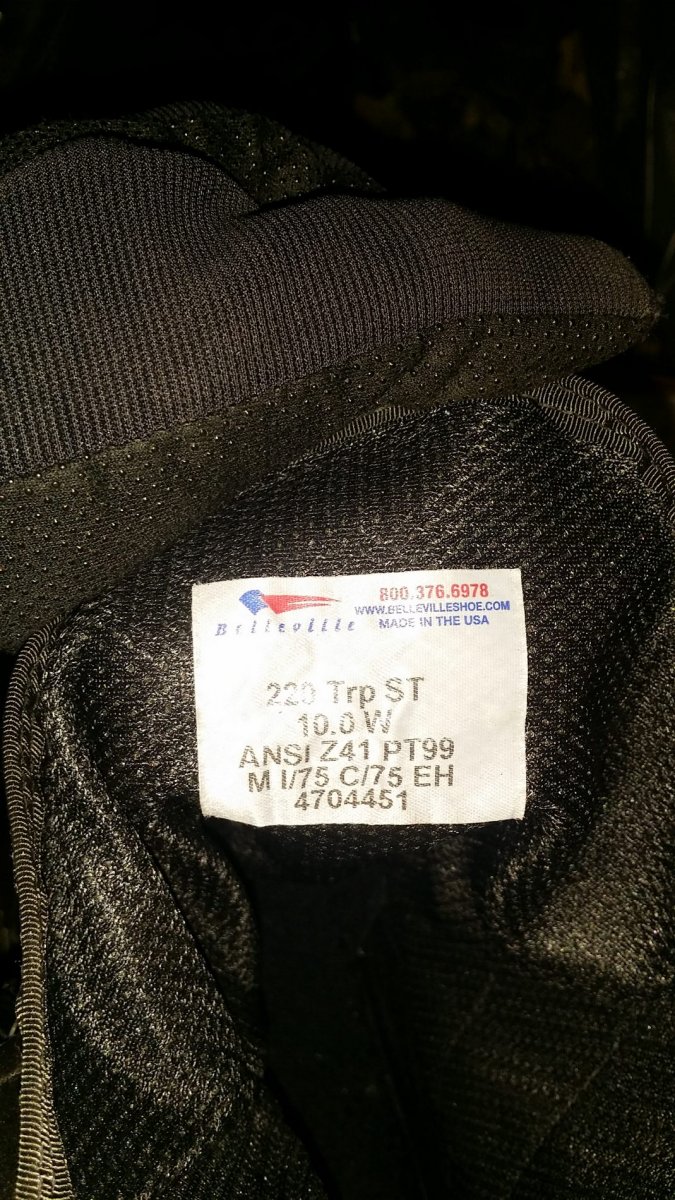 Belleville
800.376.6978
WWW.BELLEVILLESHOE.COM
MADE IN THE USA
220 Trp ST
10.0 W
ANSI Z41 PT99
M I/75 C/75 EH
4704451